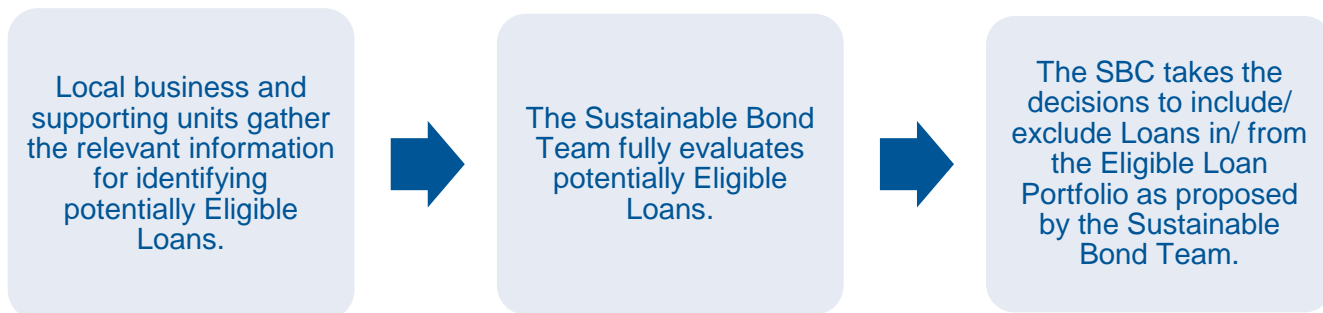 Local business and
supporting units gather
the relevant information
for identifying
potentially Eligible
Loans.
The Sustainable Bond
Team fully evaluates
potentially Eligible
Loans.
The SBC takes the
decisions to include/
exclude Loans in/ from
the Eligible Loan
Portfolio as proposed
by the Sustainable
Bond Team.